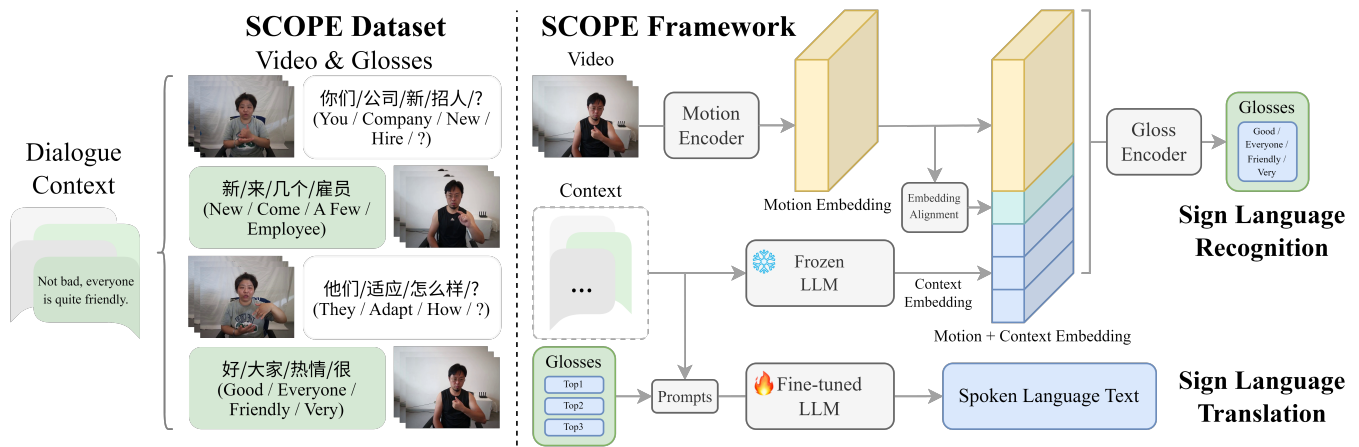 SCOPE Dataset
Video & Glosses
Dialogue
Context
Not bad, everyone
is quite friendly.
你们/公司/新/招人/?
(You / Company / New /
Hire / ?)
新/来/几个/雇员
(New / Come / A Few /
Employee)
他们/适应/怎么样/?
(They / Adapt / How / ?)
好/大家/热情/很
(Good / Everyone /
Friendly / Very)
SCOPE Framework
Video
Motion
Encoder
Motion Embedding
Embedding
Alignment
Context
...
Frozen
LLM
Context
Embedding
Motion + Context Embedding
Gloss
Encoder
Glosses
Good /
Everyone /
Friendly /
Very
Sign Language
Recognition
Glosses
Top1
Top2
Top3
Prompts
Fine-tuned
LLM
Spoken Language Text
Sign Language
Translation